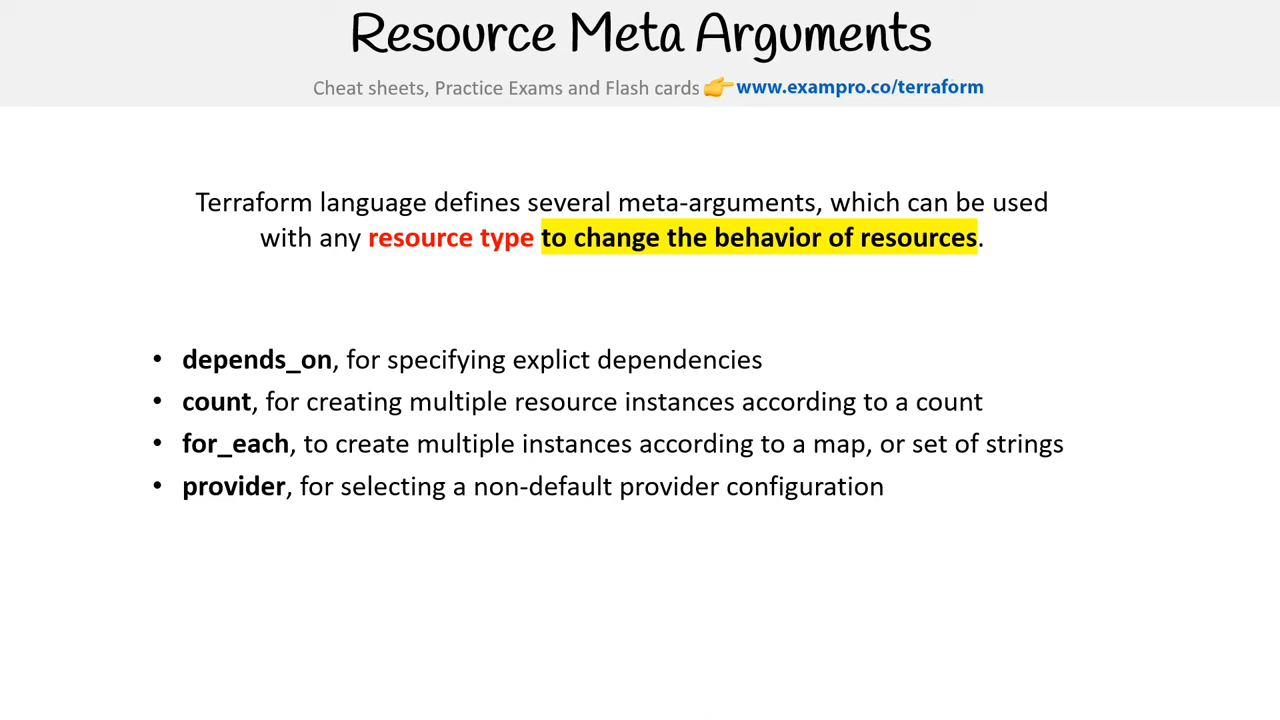 Resource Meta Arguments
Cheat sheets, Practice Exams and Flash cards 👉 www.exampro.co/terraform
Terraform language defines several meta-arguments, which can be used
with any resource type to change the behavior of resources.
• depends_on, for specifying explict dependencies
• count, for creating multiple resource instances according to a count
• for_each, to create multiple instances according to a map, or set of strings
• provider, for selecting a non-default provider configuration